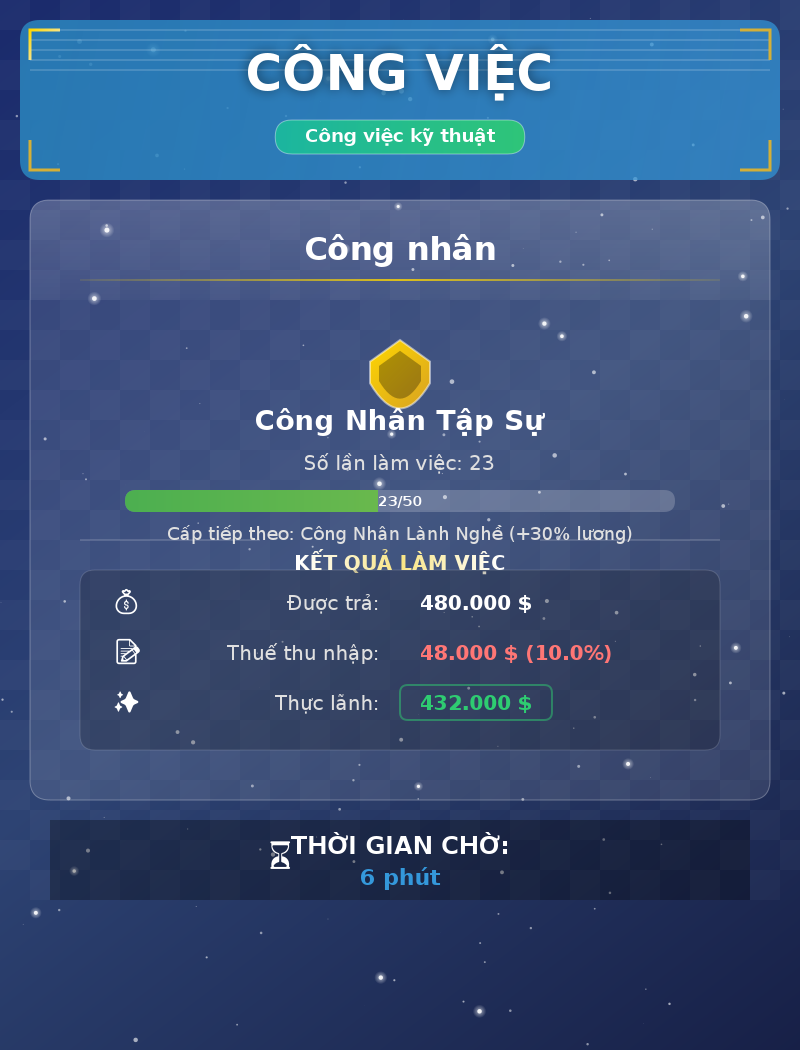 CÔNG VIỆC
Công việc kỹ thuật
Công nhân
Công Nhân Tập Sự
Số lần làm việc: 23
23/50
Cấp tiếp theo: Công Nhân Lành Nghề (+30% lương)
KẾT QUẢ LÀM VIỆC
Được trả: 480.000 $
Thuế thu nhập: 48.000 $ (10.0%)
Thực lãnh: 432.000 $
THỜI GIAN CHỜ:
6 phút